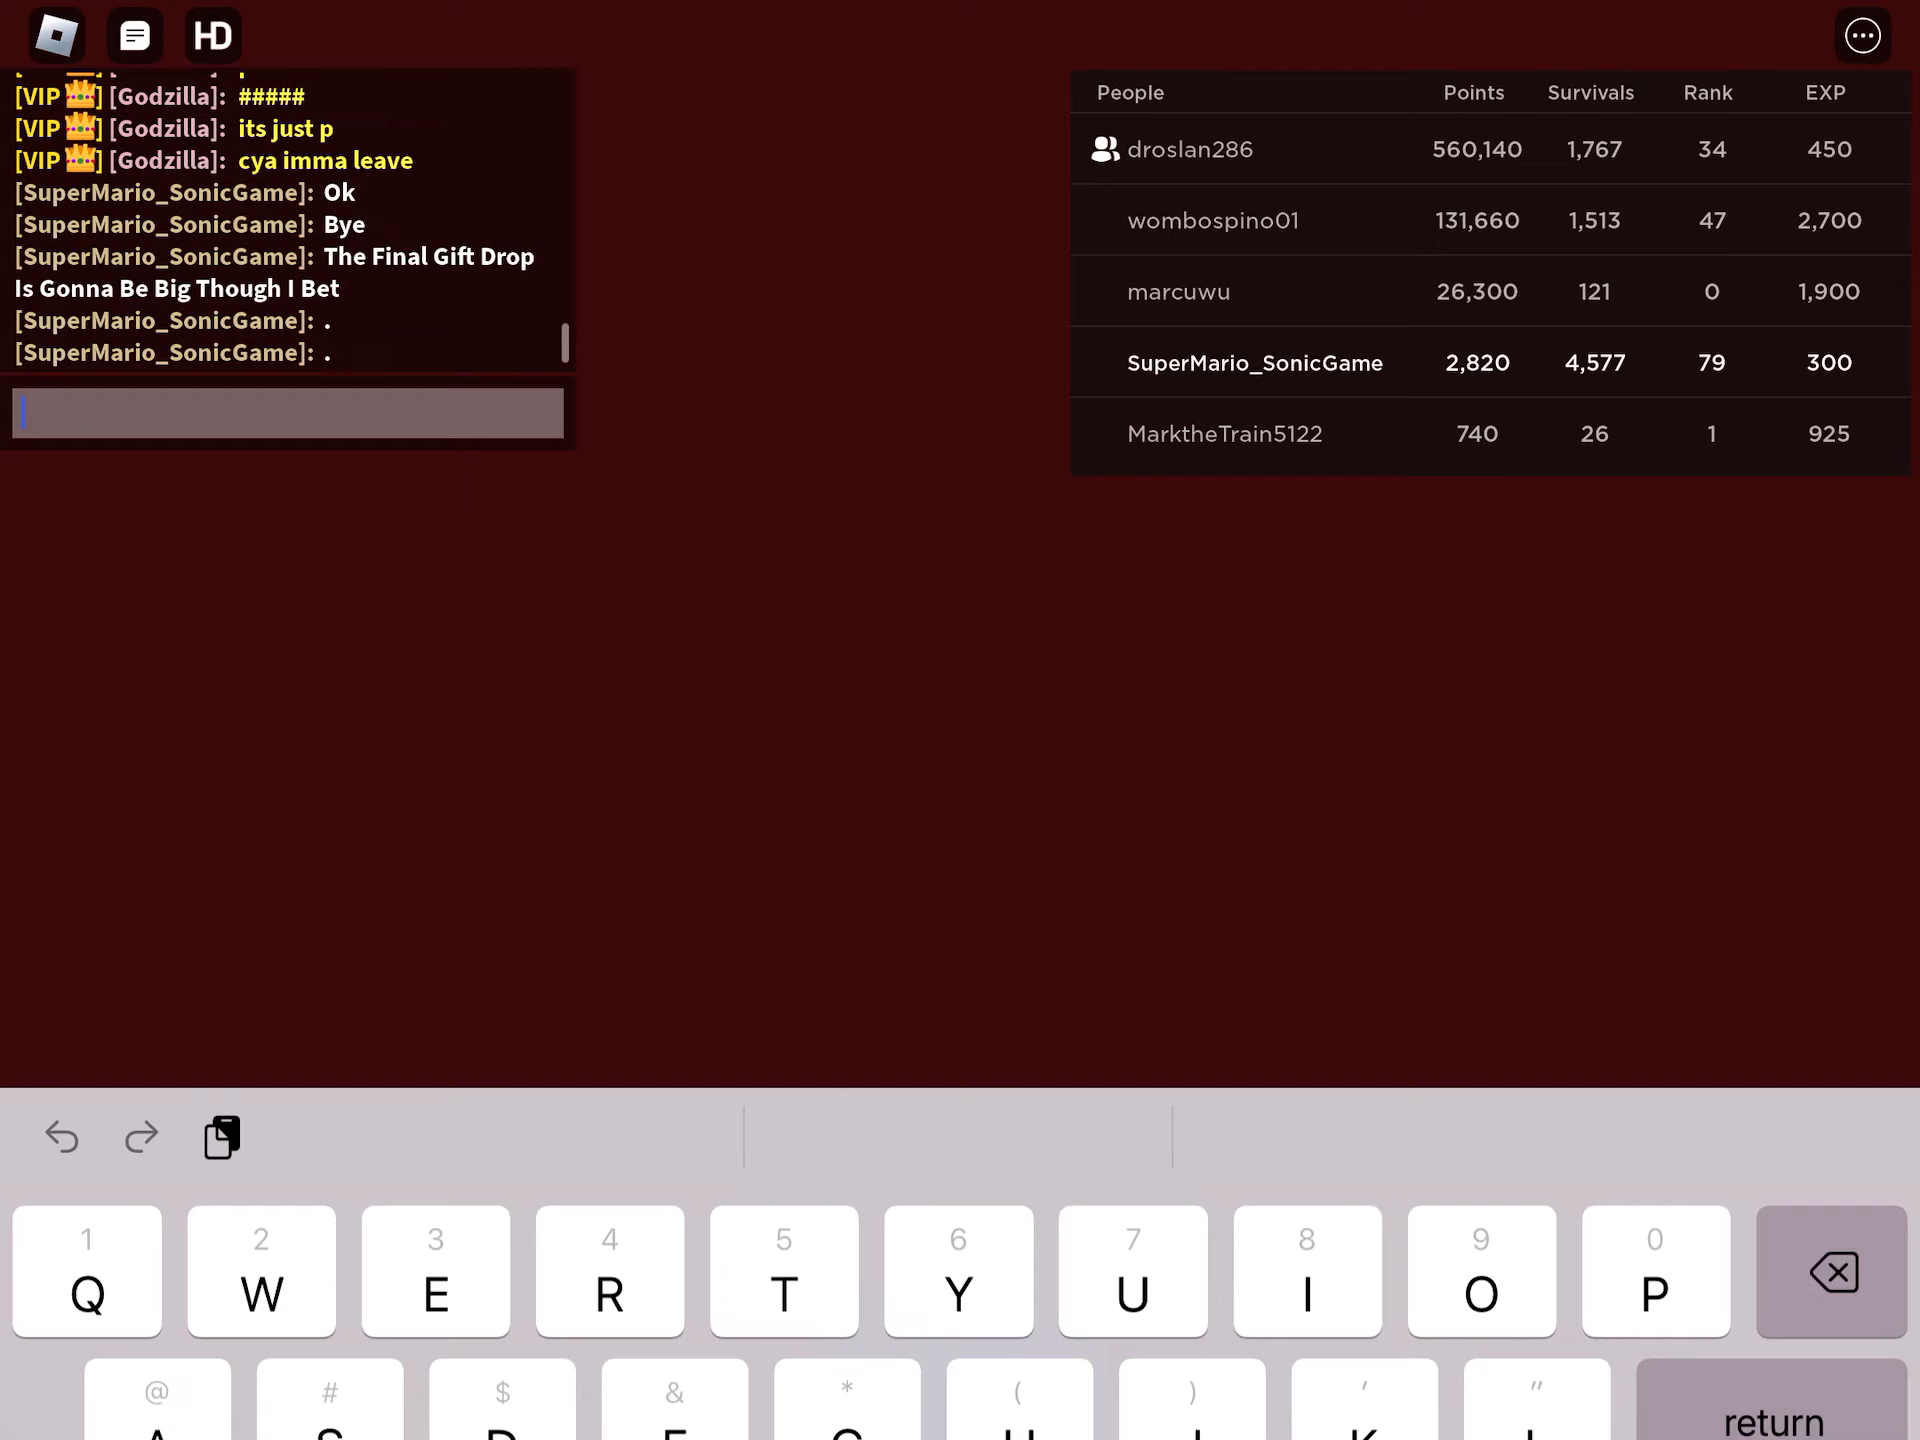 HD
[VIP👑] [Godzilla]: #####
[VIP👑] [Godzilla]: its just p
[VIP👑] [Godzilla]: cya imma leave
[SuperMario_SonicGame]: Ok
[SuperMario_SonicGame]: Bye
[SuperMario_SonicGame]: The Final Gift Drop
Is Gonna Be Big Though I Bet
[SuperMario_SonicGame]: .
[SuperMario_SonicGame]: .
People Points Survivals Rank EXP
droslan286 560,140 1,767 34 450
wombospino01 131,660 1,513 47 2,700
marcuwu 26,300 121 0 1,900
SuperMario_SonicGame 2,820 4,577 79 300
MarktheTrain5122 740 26 1 925
1 2 3 4 5 6 7 8 9 0
Q W E R T Y U I O P
@ # $ & * ( ) ' "
return